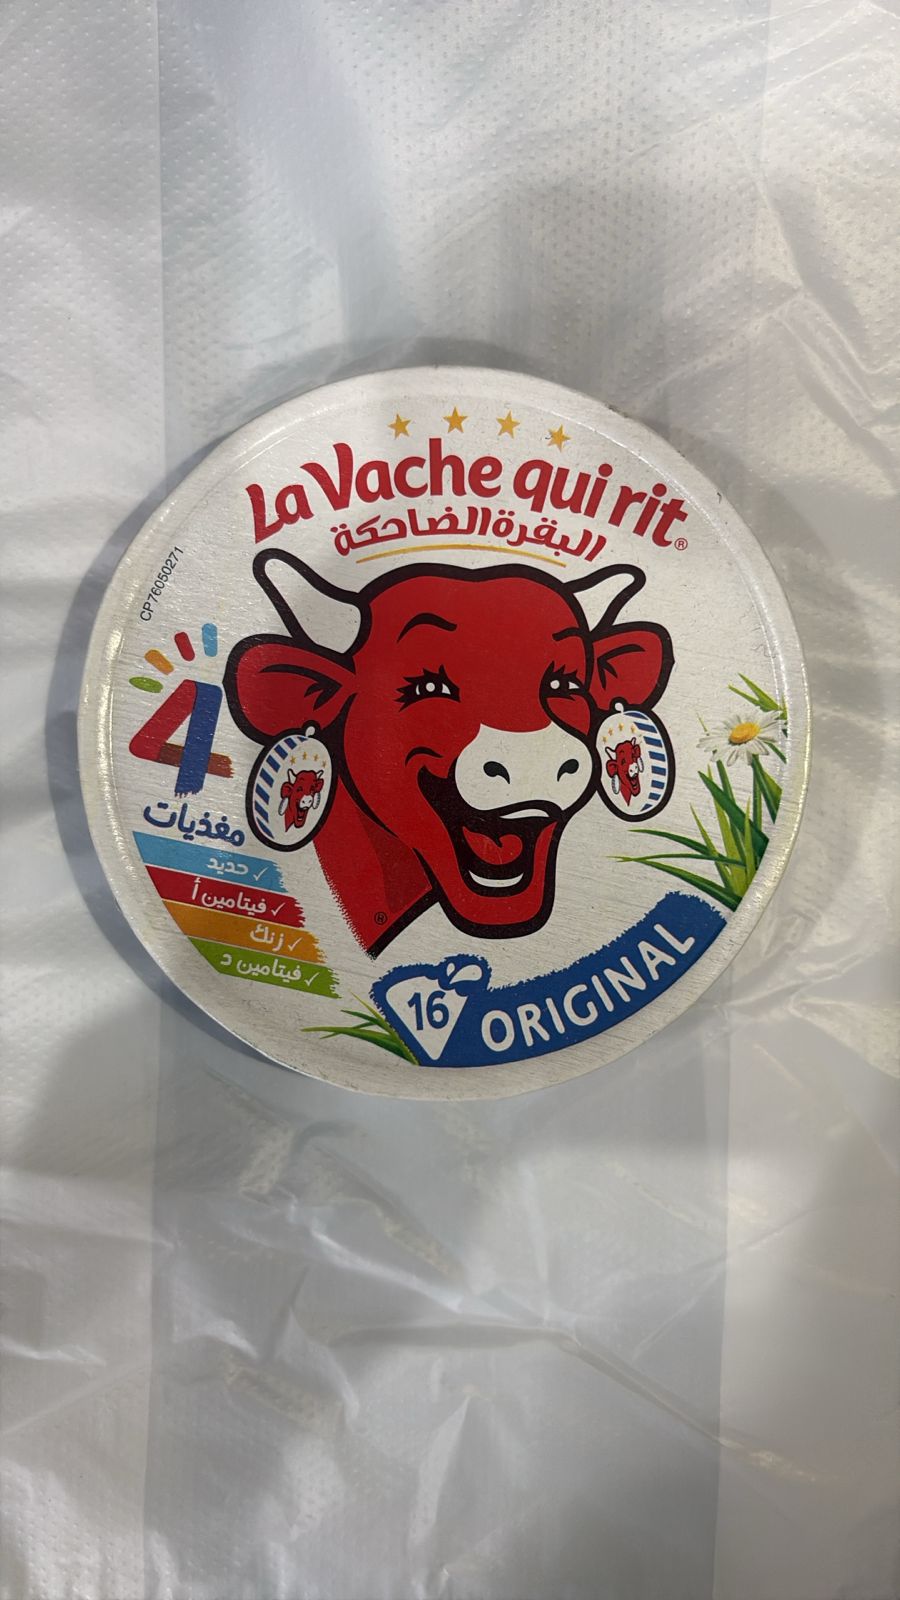 La Vache qui rit®
البقرة الضاحكة
CP76050271
4
مغذيات
حديد ✓
فيتامين أ ✓
زنك ✓
فيتامين د ✓
®
16 ORIGINAL